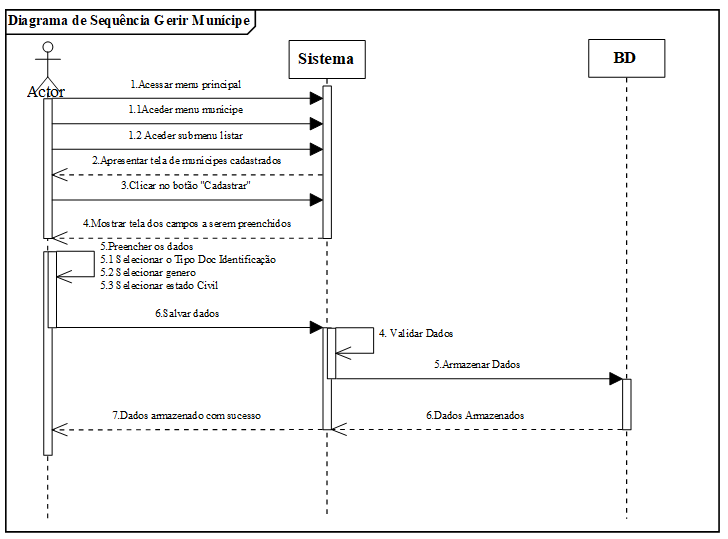 Diagrama de Sequência Gerir Munícipe
Sistema
BD
Actor
1.Acessar menu principal
1.1Aceder menu municipe
1.2 Aceder submenu listar
2.Apresentar tela de municipes cadastrados
3.Clicar no botão "Cadastrar"
4.Mostrar tela dos campos a serem preenchidos
5.Preencher os dados
5.1 Selecionar o Tipo Doc Identificação
5.2 Selecionar genero
5.3 Selecionar estado Civil
6.Salvar dados
4. Validar Dados
5.Armazenar Dados
7.Dados armazenado com sucesso
6.Dados Armazenados